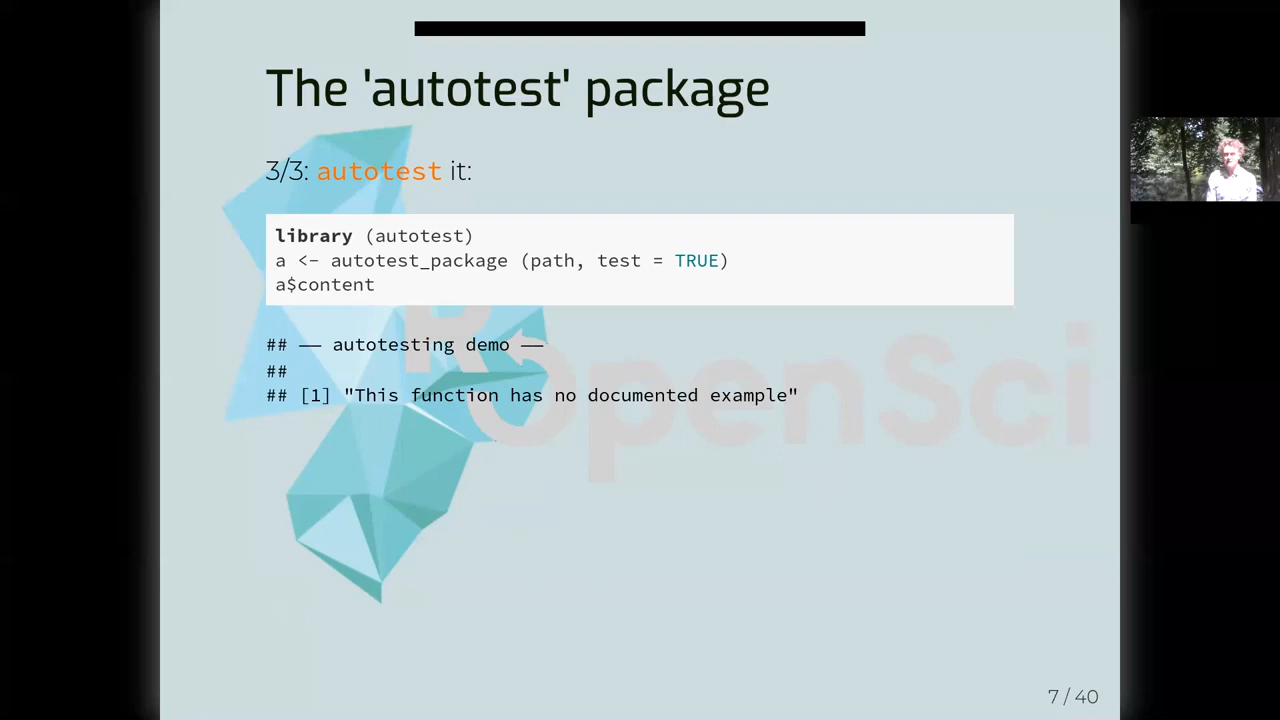 The 'autotest' package
3/3: autotest it:
library (autotest)
a <- autotest_package (path, test = TRUE)
a$content
## —— autotesting demo ——
##
## [1] "This function has no documented example"
ROpenSci
7 / 40